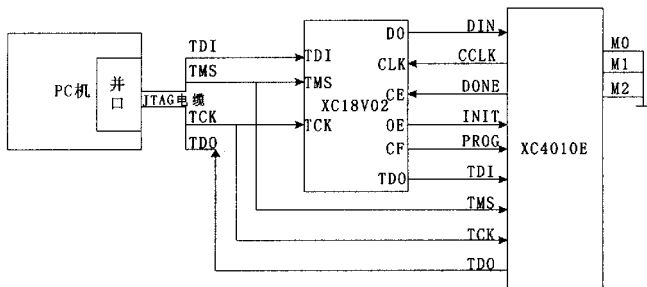 PC机
并口
JTAG电缆
TDI
TMS
TCK
TDO
TDI
TMS
TCK
XC18V02
DO
CLK
CE
OE
CF
TDO
DIN
CCLK
DONE
INIT
PROG
TDI
TMS
TCK
TDO
XC4010E
M0
M1
M2